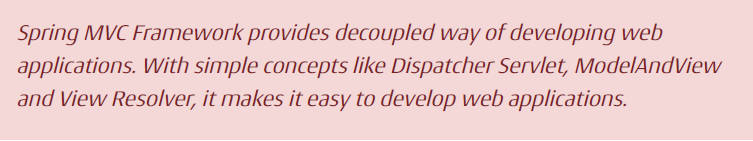 Spring MVC Framework provides decoupled way of developing web
applications. With simple concepts like Dispatcher Servlet, ModelAndView
and View Resolver, it makes it easy to develop web applications.